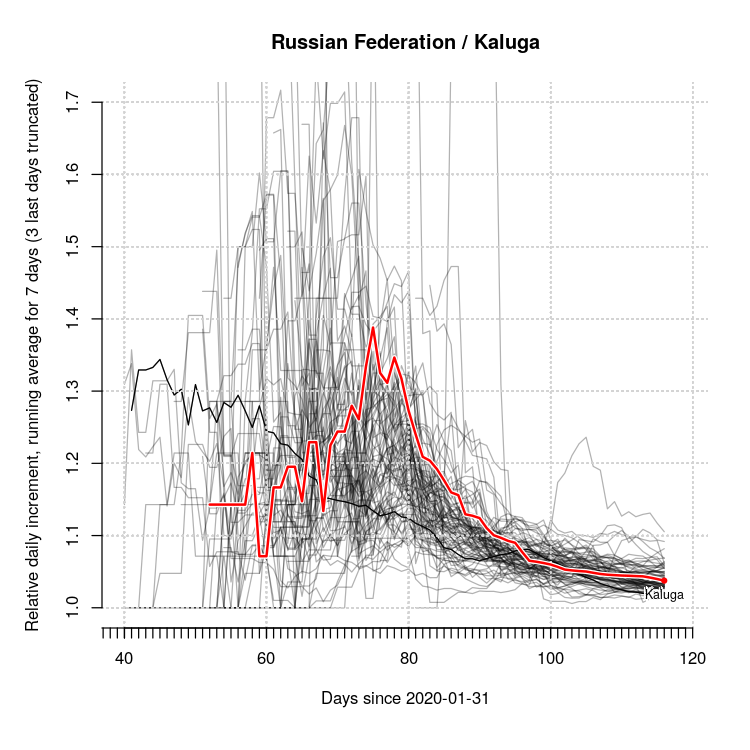 Russian Federation / Kaluga
Relative daily increment, running average for 7 days (3 last days truncated)
1.7
1.6
1.5
1.4
1.3
1.2
1.1
1.0
Kaluga
40 60 80 100 120
Days since 2020-01-31